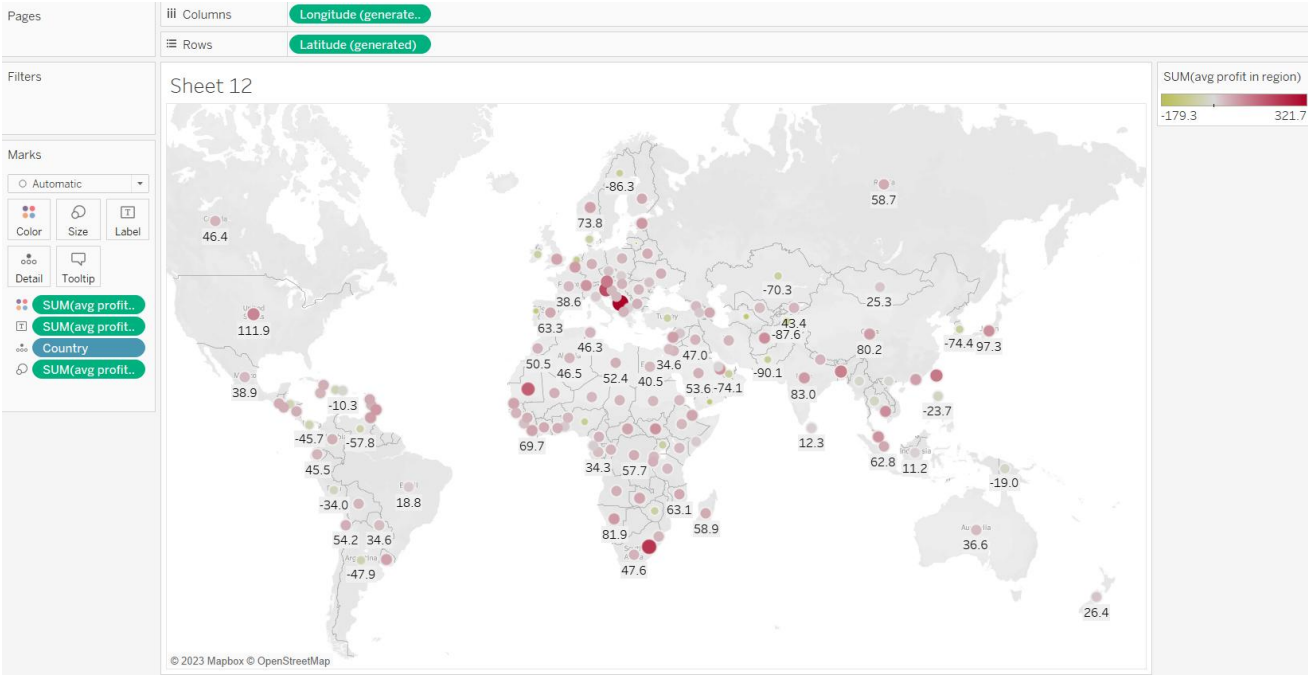 Pages
Columns
Longitude (generate..
Rows
Latitude (generated)
Filters
Sheet 12
SUM(avg profit in region)
-179.3
321.7
Marks
Automatic
Color
Size
Label
Detail
Tooltip
SUM(avg profit..
SUM(avg profit..
Country
SUM(avg profit..
-86.3
58.7
73.8
46.4
-70.3
25.3
38.6
63.3
43.4
111.9
-87.6
80.2
-74.4
97.3
46.3
47.0
50.5
46.5
52.4
40.5
34.6
-90.1
53.6
-74.1
38.9
83.0
-10.3
-23.7
-45.7
-57.8
69.7
12.3
45.5
34.3
57.7
62.8
11.2
-19.0
-34.0
18.8
63.1
58.9
54.2
34.6
81.9
36.6
47.6
-47.9
26.4
© 2023 Mapbox © OpenStreetMap